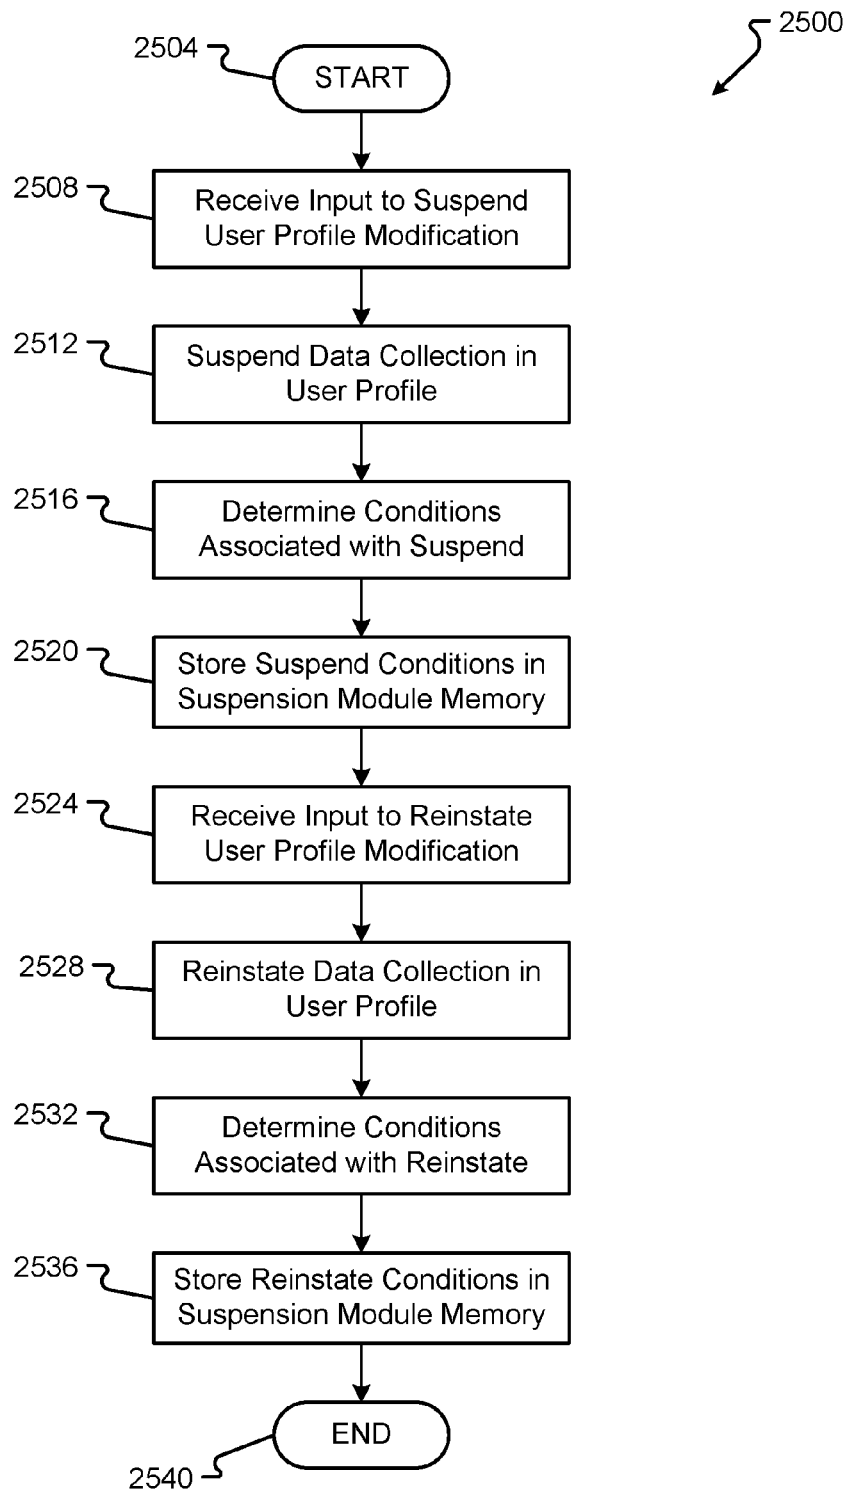 2500
2504
START
2508
Receive Input to Suspend
User Profile Modification
2512
Suspend Data Collection in
User Profile
2516
Determine Conditions
Associated with Suspend
2520
Store Suspend Conditions in
Suspension Module Memory
2524
Receive Input to Reinstate
User Profile Modification
2528
Reinstate Data Collection in
User Profile
2532
Determine Conditions
Associated with Reinstate
2536
Store Reinstate Conditions in
Suspension Module Memory
END
2540